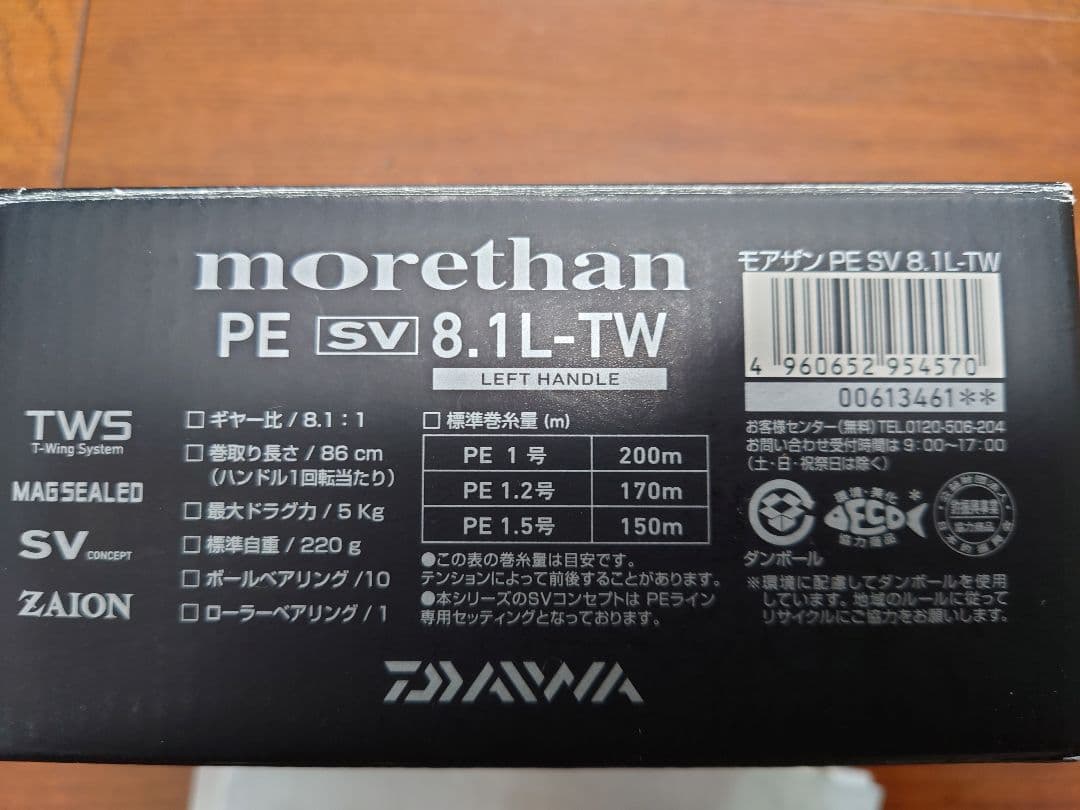 morethan
PE SV 8.1L-TW
LEFT HANDLE
モアザン PE SV 8.1L-TW
4 960652 954570
00613461**
お客様センター(無料)TEL.0120-506-204
お問い合わせ受付時間は 9:00〜17:00
(土・日・祝祭日は除く)
TWS
T-Wing System
MAGSEALED
SV CONCEPT
ZAION
□ ギヤー比 / 8.1:1
□ 巻取り長さ / 86 cm
(ハンドル1回転当たり)
□ 最大ドラグ力 / 5 Kg
□ 標準自重 / 220 g
□ ボールベアリング /10
□ ローラーベアリング / 1
□ 標準巻糸量 (m)
PE 1 号 200m
PE 1.2号 170m
PE 1.5号 150m
●この表の巻糸量は目安です。
テンションによって前後することがあります。
●本シリーズのSVコンセプトは PEライン
専用セッティングとなっております。
環境・美化
ECO
協力商品
協力商品
ダンボール
※環境に配慮してダンボールを使用
しています。地域のルールに従って
リサイクルにご協力をお願いします。
DAIWA